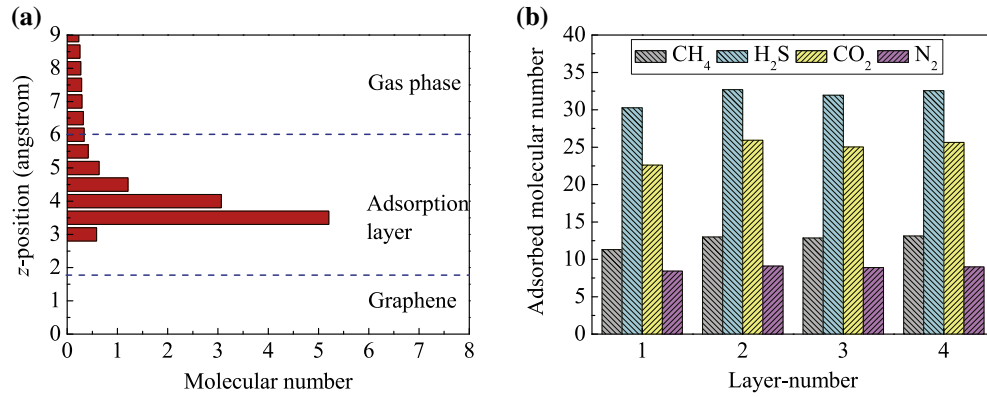 (a)
9
8
7
6
5
4
3
2
1
0
z-position (angstrom)
Gas phase
Adsorption
layer
Graphene
0 1 2 3 4 5 6 7 8
Molecular number
(b)
40
35
30
25
20
15
10
5
0
Adsorbed molecular number
CH₄ H₂S CO₂ N₂
1 2 3 4
Layer-number